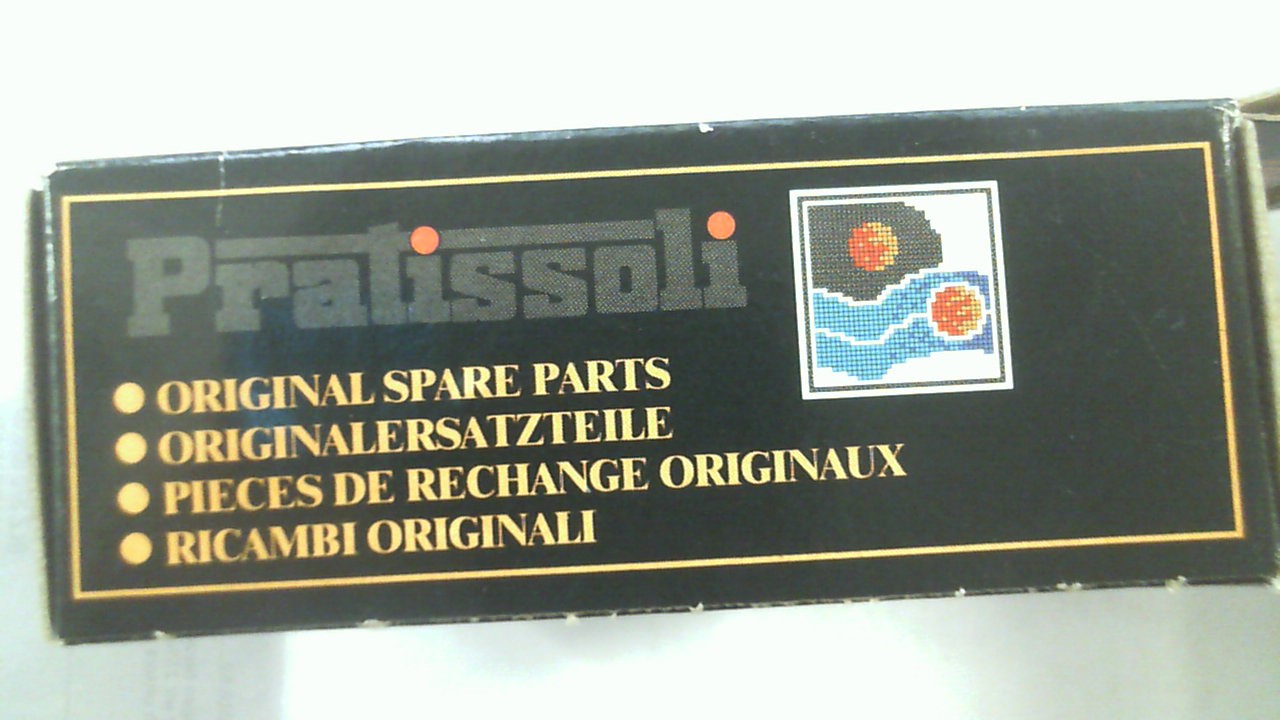 Pratissoli
● ORIGINAL SPARE PARTS
● ORIGINALERSATZTEILE
● PIECES DE RECHANGE ORIGINAUX
● RICAMBI ORIGINALI